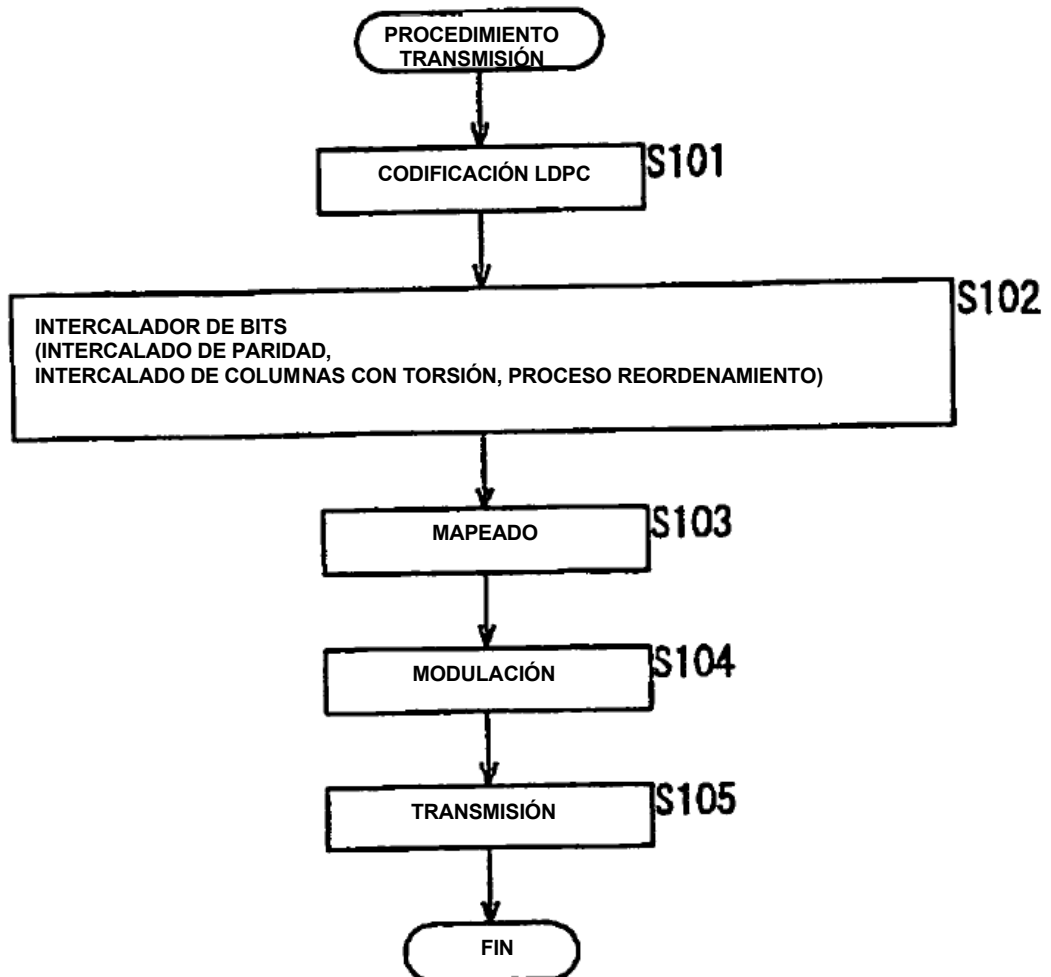 PROCEDIMIENTO
TRANSMISIÓN
CODIFICACIÓN LDPC
S101
S102
INTERCALADOR DE BITS
(INTERCALADO DE PARIDAD,
INTERCALADO DE COLUMNAS CON TORSIÓN, PROCESO REORDENAMIENTO)
MAPEADO
S103
MODULACIÓN
S104
TRANSMISIÓN
S105
FIN